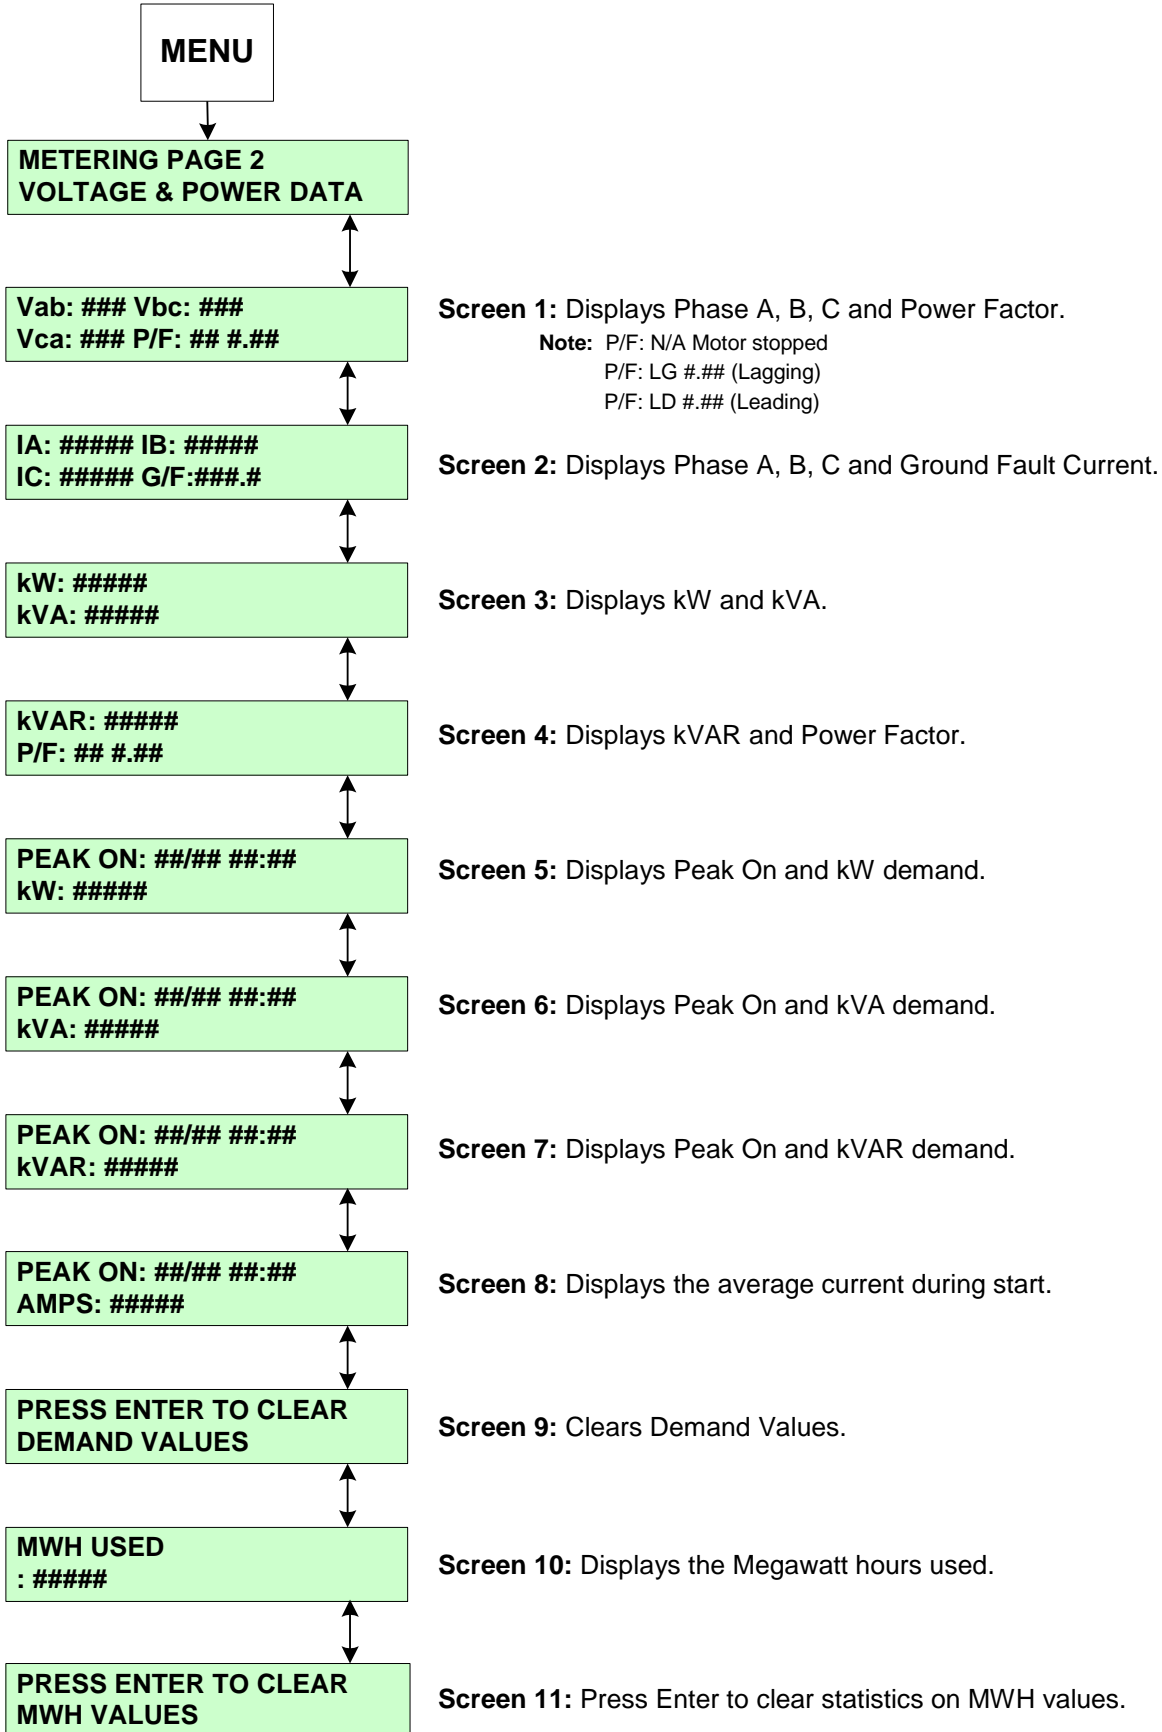 MENU
METERING PAGE 2
VOLTAGE & POWER DATA
Vab: ### Vbc: ###
Vca: ### P/F: ## #.##
Screen 1: Displays Phase A, B, C and Power Factor.
Note: P/F: N/A Motor stopped
P/F: LG #.## (Lagging)
P/F: LD #.## (Leading)
IA: ##### IB: #####
IC: ##### G/F:###.#
Screen 2: Displays Phase A, B, C and Ground Fault Current.
kW: #####
kVA: #####
Screen 3: Displays kW and kVA.
kVAR: #####
P/F: ## #.##
Screen 4: Displays kVAR and Power Factor.
PEAK ON: ##/## ##:##
kW: #####
Screen 5: Displays Peak On and kW demand.
PEAK ON: ##/## ##:##
kVA: #####
Screen 6: Displays Peak On and kVA demand.
PEAK ON: ##/## ##:##
kVAR: #####
Screen 7: Displays Peak On and kVAR demand.
PEAK ON: ##/## ##:##
AMPS: #####
Screen 8: Displays the average current during start.
PRESS ENTER TO CLEAR
DEMAND VALUES
Screen 9: Clears Demand Values.
MWH USED
: #####
Screen 10: Displays the Megawatt hours used.
PRESS ENTER TO CLEAR
MWH VALUES
Screen 11: Press Enter to clear statistics on MWH values.